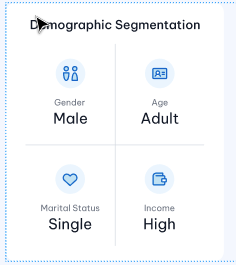 Demographic Segmentation
Gender
Male
Age
Adult
Marital Status
Single
Income
High